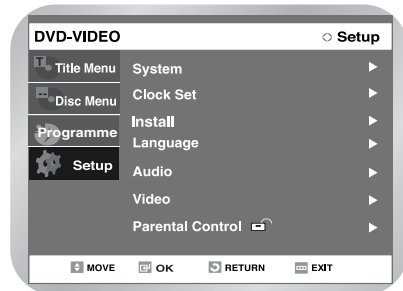 DVD-VIDEO
Setup
Title Menu
Disc Menu
Programme
Setup
System
Clock Set
Install
Language
Audio
Video
Parental Control
MOVE OK RETURN EXIT